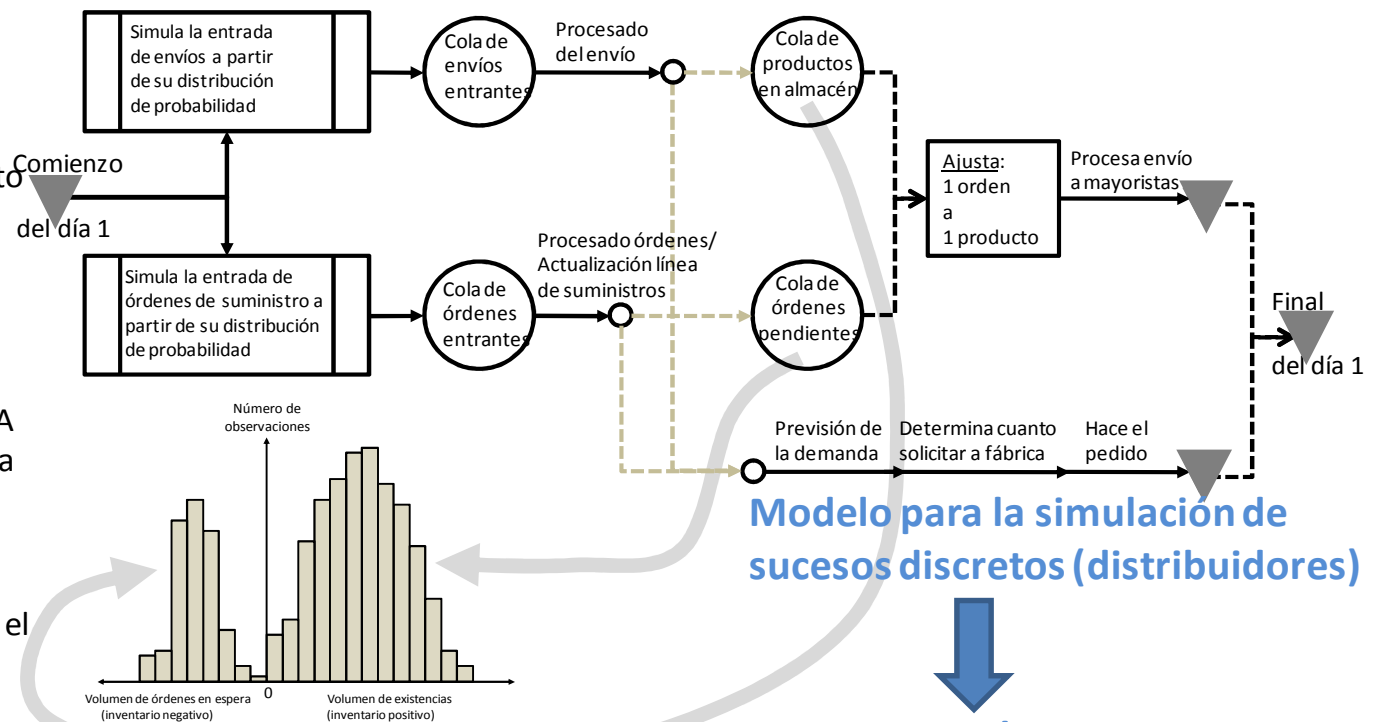 Simula la entrada
de envíos a partir
de su distribución
de probabilidad
Cola de
envíos
entrantes
Procesado
del envío
Cola de
productos
en almacén
to
Comienzo
del día 1
Ajusta:
1 orden
a
1 producto
Procesa envío
a mayoristas
Simula la entrada de
órdenes de suministro a
partir de su distribución
de probabilidad
Cola de
órdenes
entrantes
Procesado órdenes/
Actualización línea
de suministros
Cola de
órdenes
pendientes
Final
del día 1
A
a
el
Número de
observaciones
0
Volumen de órdenes en espera
(inventario negativo)
Volumen de existencias
(inventario positivo)
Previsión de
la demanda
Determina cuanto
solicitar a fábrica
Hace el
pedido
Modelo para la simulación de
sucesos discretos (distribuidores)